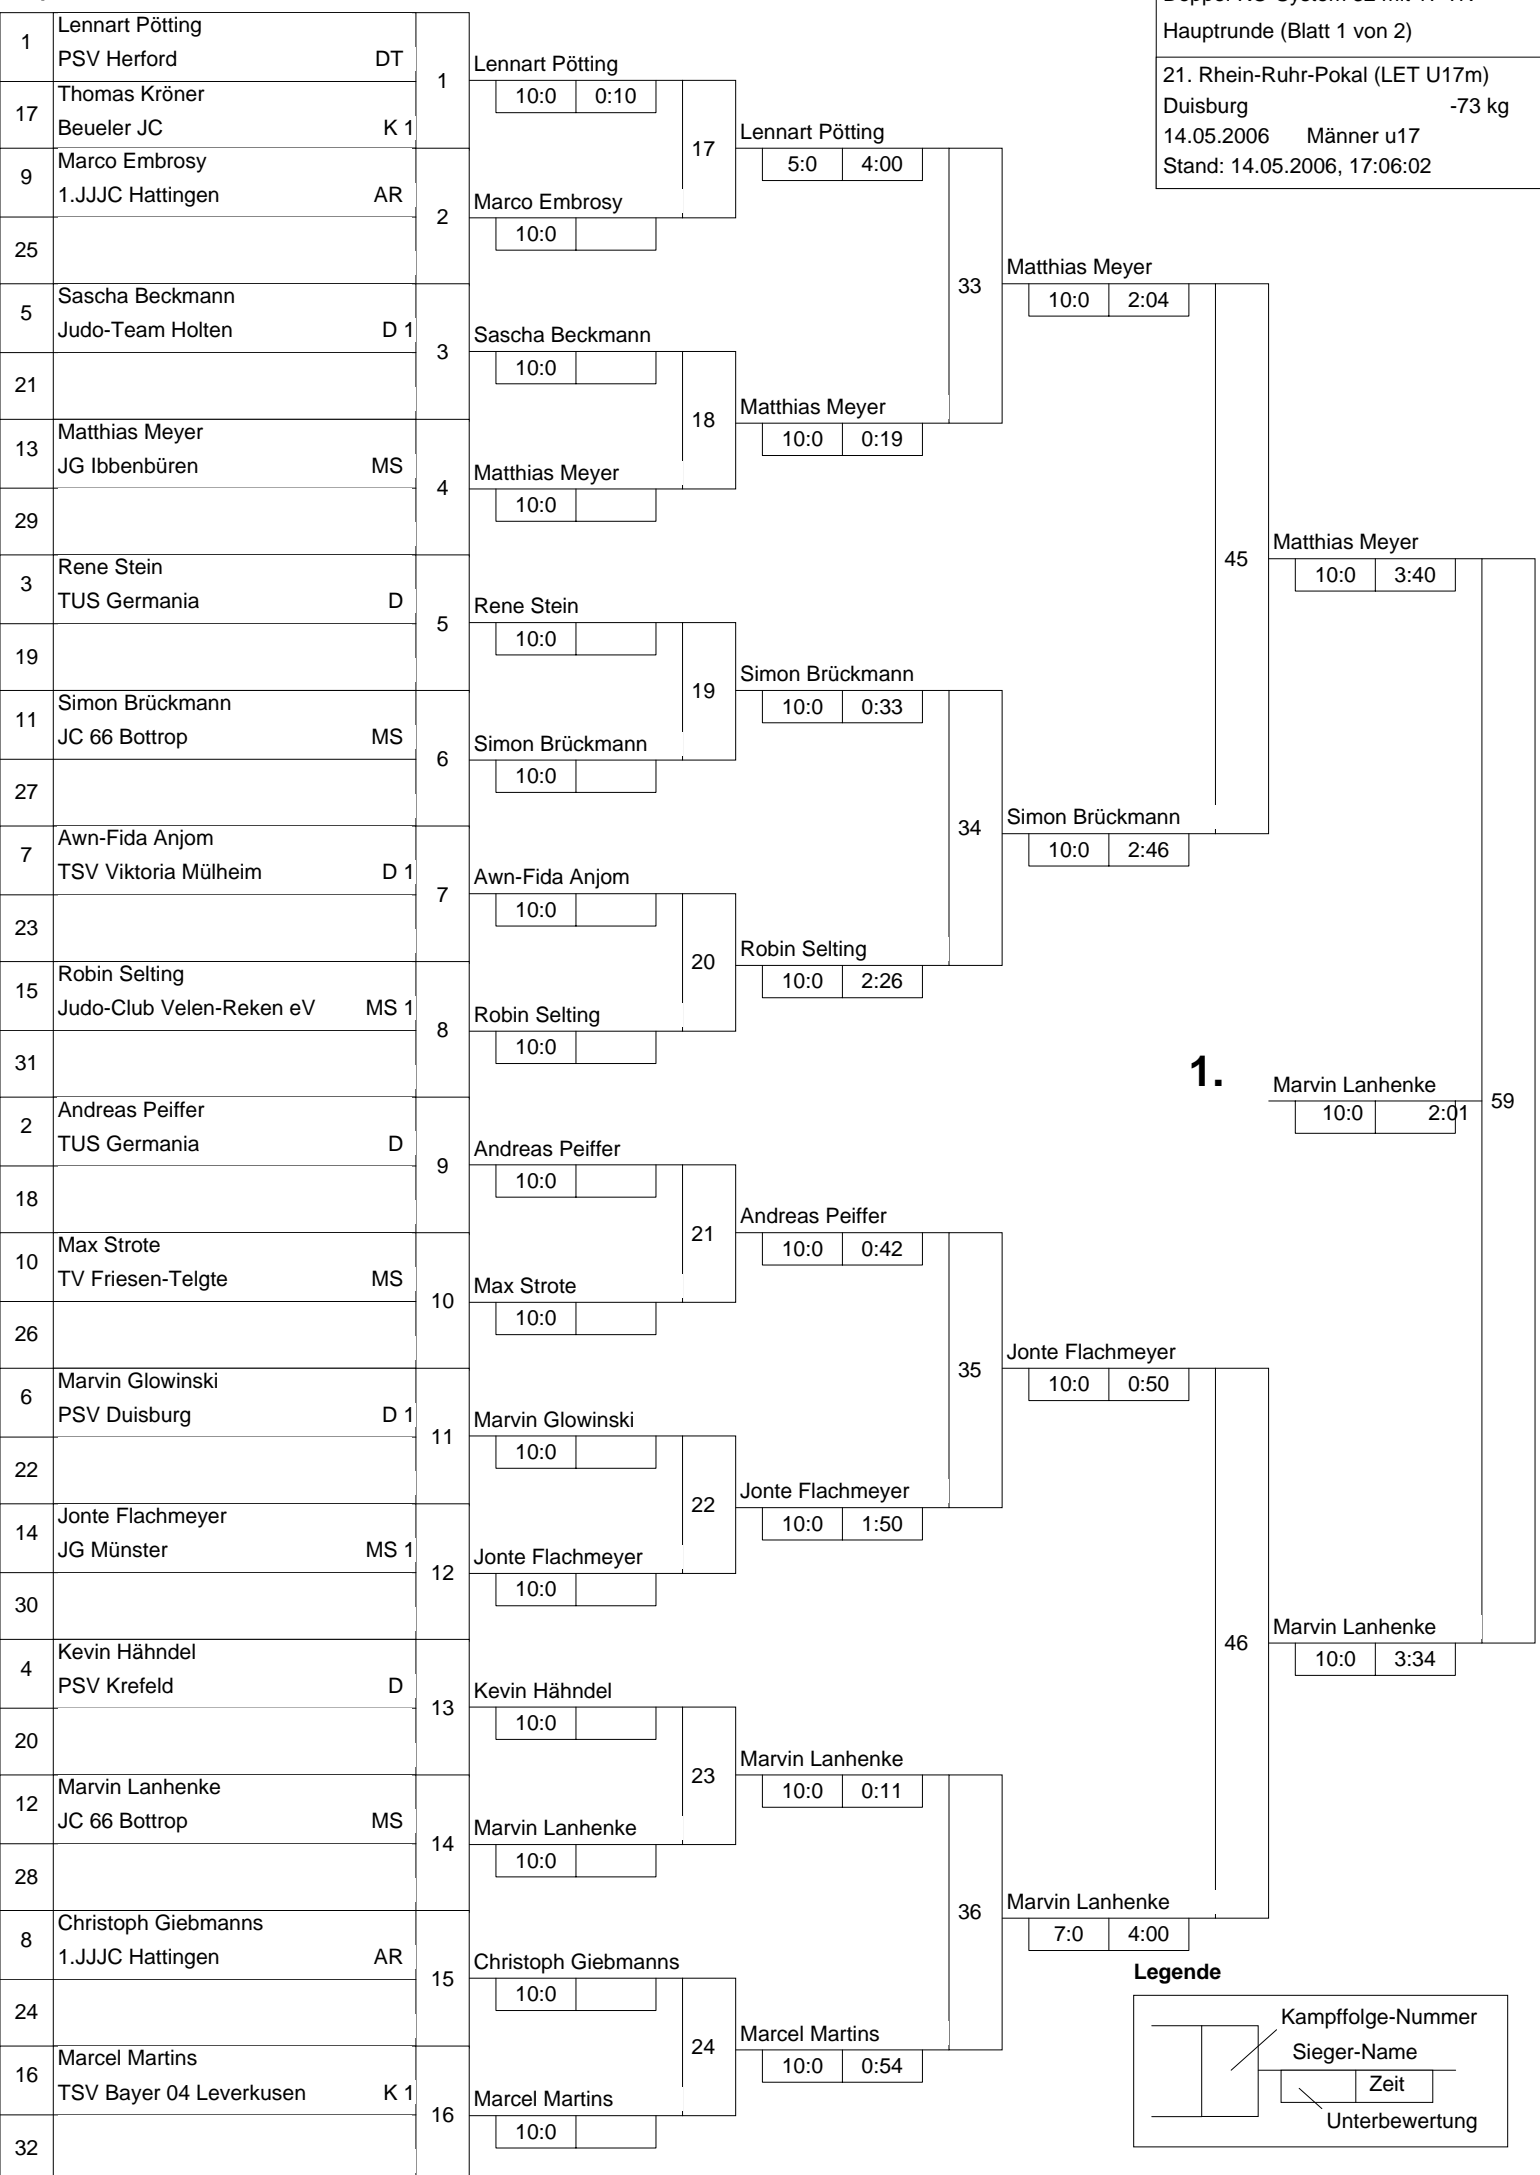 Hauptrunde (Blatt 1 von 2)
21. Rhein-Ruhr-Pokal (LET U17m)
Duisburg -73 kg
14.05.2006 Männer u17
Stand: 14.05.2006, 17:06:02
1 Lennart Pötting
PSV Herford DT
17 Thomas Kröner
Beueler JC K 1
9 Marco Embrosy
1.JJJC Hattingen AR
25
5 Sascha Beckmann
Judo-Team Holten D 1
21
13 Matthias Meyer
JG Ibbenbüren MS
29
3 Rene Stein
TUS Germania D
19
11 Simon Brückmann
JC 66 Bottrop MS
27
7 Awn-Fida Anjom
TSV Viktoria Mülheim D 1
23
15 Robin Selting
Judo-Club Velen-Reken eV MS 1
31
2 Andreas Peiffer
TUS Germania D
18
10 Max Strote
TV Friesen-Telgte MS
26
6 Marvin Glowinski
PSV Duisburg D 1
22
14 Jonte Flachmeyer
JG Münster MS 1
30
4 Kevin Hähndel
PSV Krefeld D
20
12 Marvin Lanhenke
JC 66 Bottrop MS
28
8 Christoph Giebmanns
1.JJJC Hattingen AR
24
16 Marcel Martins
TSV Bayer 04 Leverkusen K 1
32
1 Lennart Pötting
10:0 0:10
2 Marco Embrosy
10:0
3 Sascha Beckmann
10:0
4 Matthias Meyer
10:0
5 Rene Stein
10:0
6 Simon Brückmann
10:0
7 Awn-Fida Anjom
10:0
8 Robin Selting
10:0
9 Andreas Peiffer
10:0
10 Max Strote
10:0
11 Marvin Glowinski
10:0
12 Jonte Flachmeyer
10:0
13 Kevin Hähndel
10:0
14 Marvin Lanhenke
10:0
15 Christoph Giebmanns
10:0
16 Marcel Martins
10:0
17 Lennart Pötting
5:0 4:00
18 Matthias Meyer
10:0 0:19
19 Simon Brückmann
10:0 0:33
20 Robin Selting
10:0 2:26
21 Andreas Peiffer
10:0 0:42
22 Jonte Flachmeyer
10:0 1:50
23 Marvin Lanhenke
10:0 0:11
24 Marcel Martins
10:0 0:54
33 Matthias Meyer
10:0 2:04
34 Simon Brückmann
10:0 2:46
35 Jonte Flachmeyer
10:0 0:50
36 Marvin Lanhenke
7:0 4:00
45 Matthias Meyer
10:0 3:40
46 Marvin Lanhenke
10:0 3:34
1. Marvin Lanhenke 59
10:0 2:01
Legende
Kampffolge-Nummer
Sieger-Name
Zeit
Unterbewertung